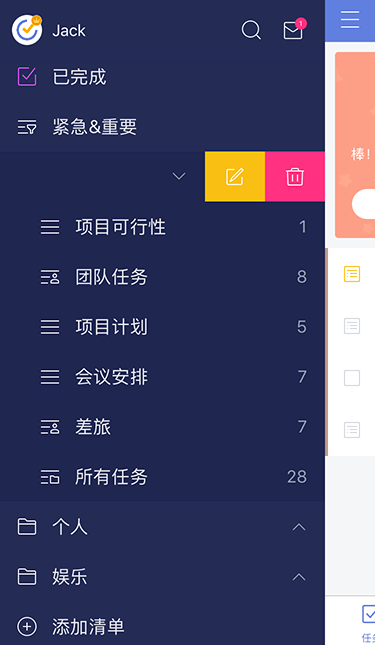 Jack
1
已完成
紧急&重要
棒！
项目可行性 1
团队任务 8
项目计划 5
会议安排 7
差旅 7
所有任务 28
个人
娱乐
添加清单